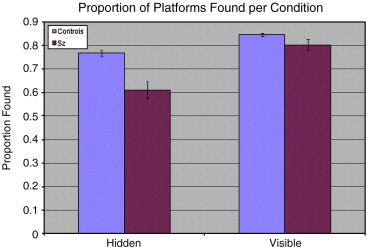 Proportion of Platforms Found per Condition
Controls
Sz
Proportion Found
0.9
0.8
0.7
0.6
0.5
0.4
0.3
0.2
0.1
0
Hidden Visible